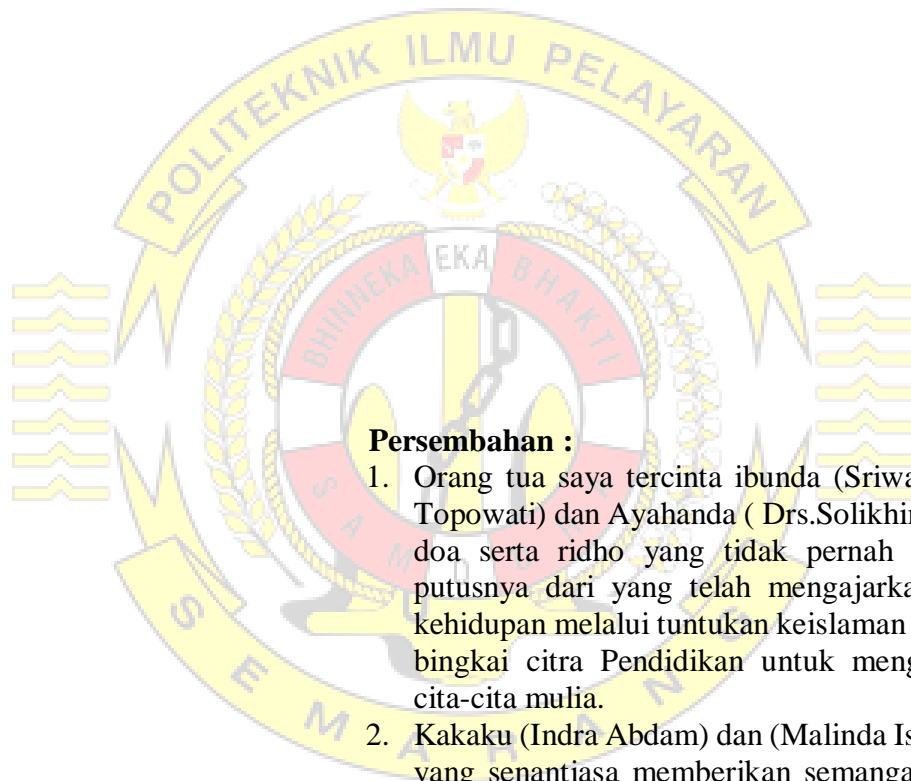 POLITEKNIK ILMU PELAYARAN
BHINNEKA EKA BHAKTI
SEMARANG
Persembahan :
1. Orang tua saya tercinta ibunda (Sriwa
Topowati) dan Ayahanda ( Drs.Solikhin
doa serta ridho yang tidak pernah
putusnya dari yang telah mengajarka
kehidupan melalui tuntukan keislaman
bingkai citra Pendidikan untuk meng
cita-cita mulia.
2. Kakaku (Indra Abdam) dan (Malinda Is
yang senantiasa memberikan semanga